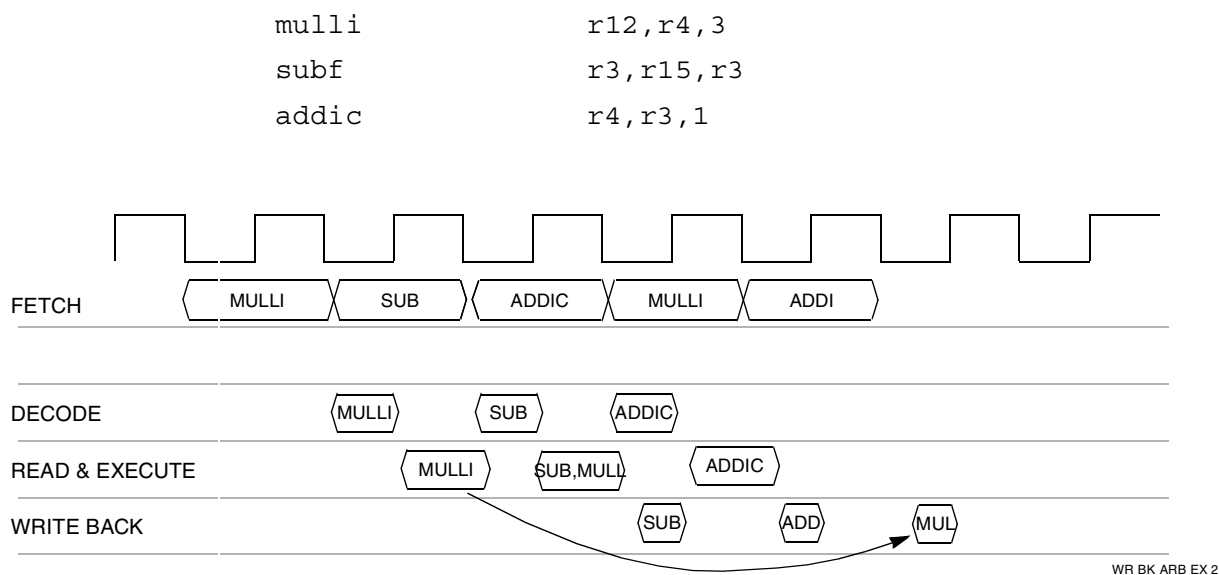 mulli r12,r4,3
subf r3,r15,r3
addic r4,r3,1
FETCH MULLI SUB ADDIC MULLI ADDI
DECODE MULLI SUB ADDIC
READ & EXECUTE MULLI SUB,MULL ADDIC
WRITE BACK SUB ADD MUL
WR BK ARB EX 2